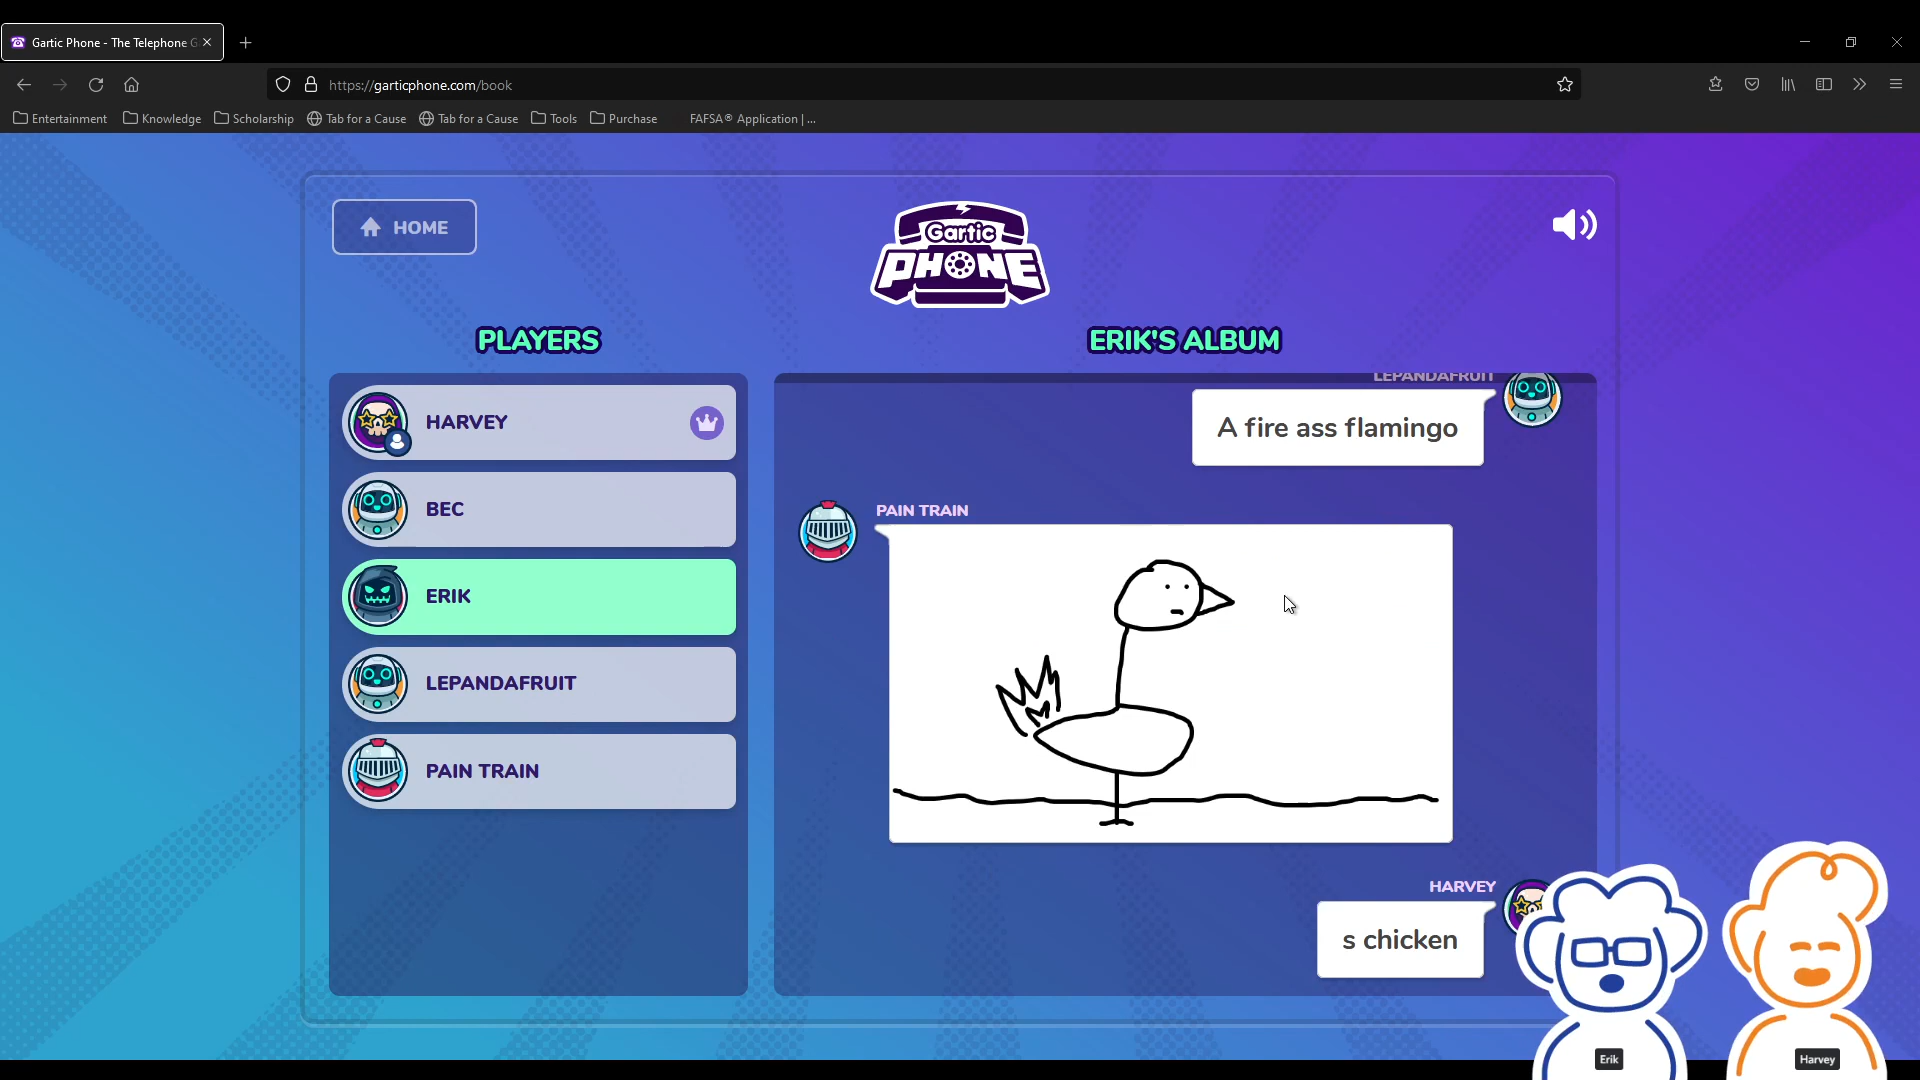 Gartic Phone - The Telephone G
https://garticphone.com/book
Entertainment
Knowledge
Scholarship
Tab for a Cause
Tab for a Cause
Tools
Purchase
FAFSA® Application | ...
HOME
Gartic
PHONE
PLAYERS
ERIK'S ALBUM
HARVEY
BEC
ERIK
LEPANDAFRUIT
PAIN TRAIN
LEPANDAFRUIT
A fire ass flamingo
PAIN TRAIN
HARVEY
s chicken
Erik
Harvey